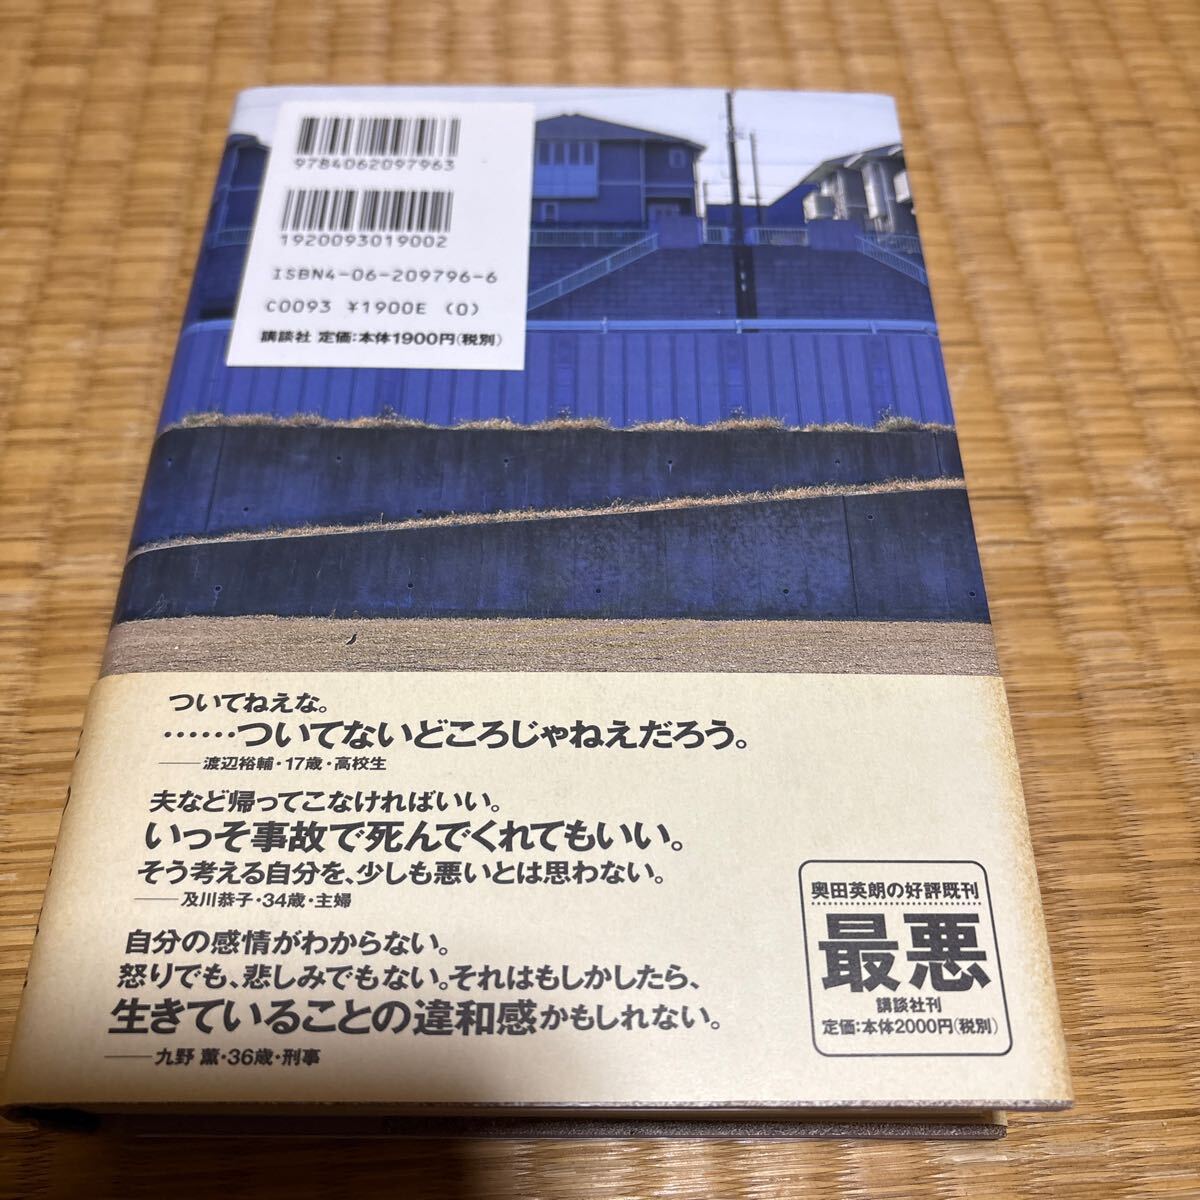 9784062097963
1920093019002
ISBN4-06-209796-6
C0093 ¥1900E (0)
講談社 定価:本体1900円(税別)
ついてねえな。
……ついてないどころじゃねえだろう。
——渡辺裕輔・17歳・高校生
夫など帰ってこなければいい。
いっそ事故で死んでくれてもいい。
そう考える自分を、少しも悪いとは思わない。
——及川恭子・34歳・主婦
自分の感情がわからない。
怒りでも、悲しみでもない。それはもしかしたら、
生きていることの違和感かもしれない。
——九野 薫・36歳・刑事
奥田英朗の好評既刊
最悪
講談社刊
定価:本体2000円(税別)